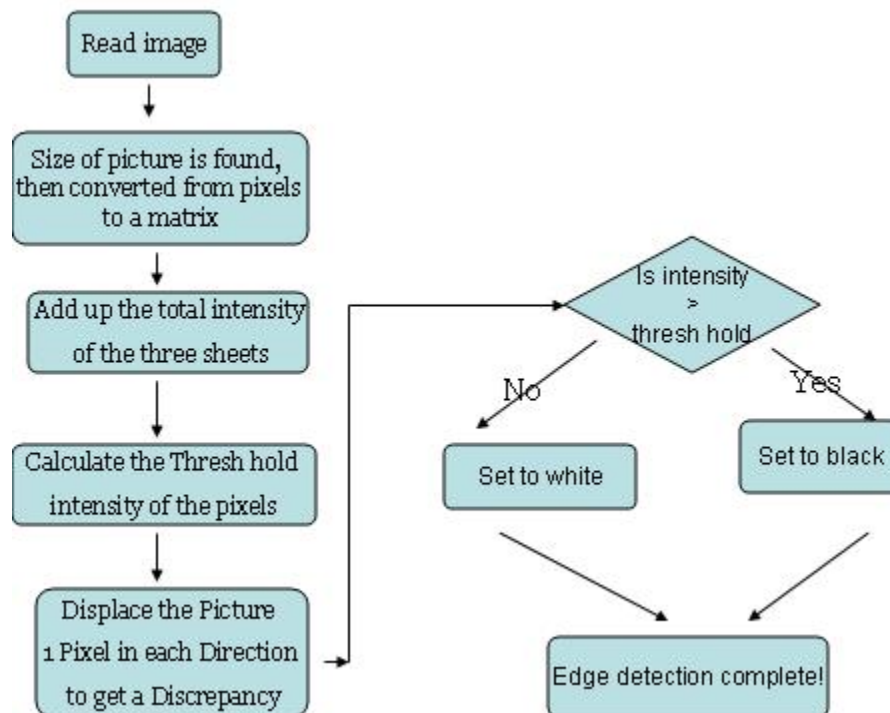 Read image
Size of picture is found,
then converted from pixels
to a matrix
Add up the total intensity
of the three sheets
Calculate the Thresh hold
intensity of the pixels
Displace the Picture
1 Pixel in each Direction
to get a Discrepancy
Is intensity
>
thresh hold
No
Yes
Set to white
Set to black
Edge detection complete!